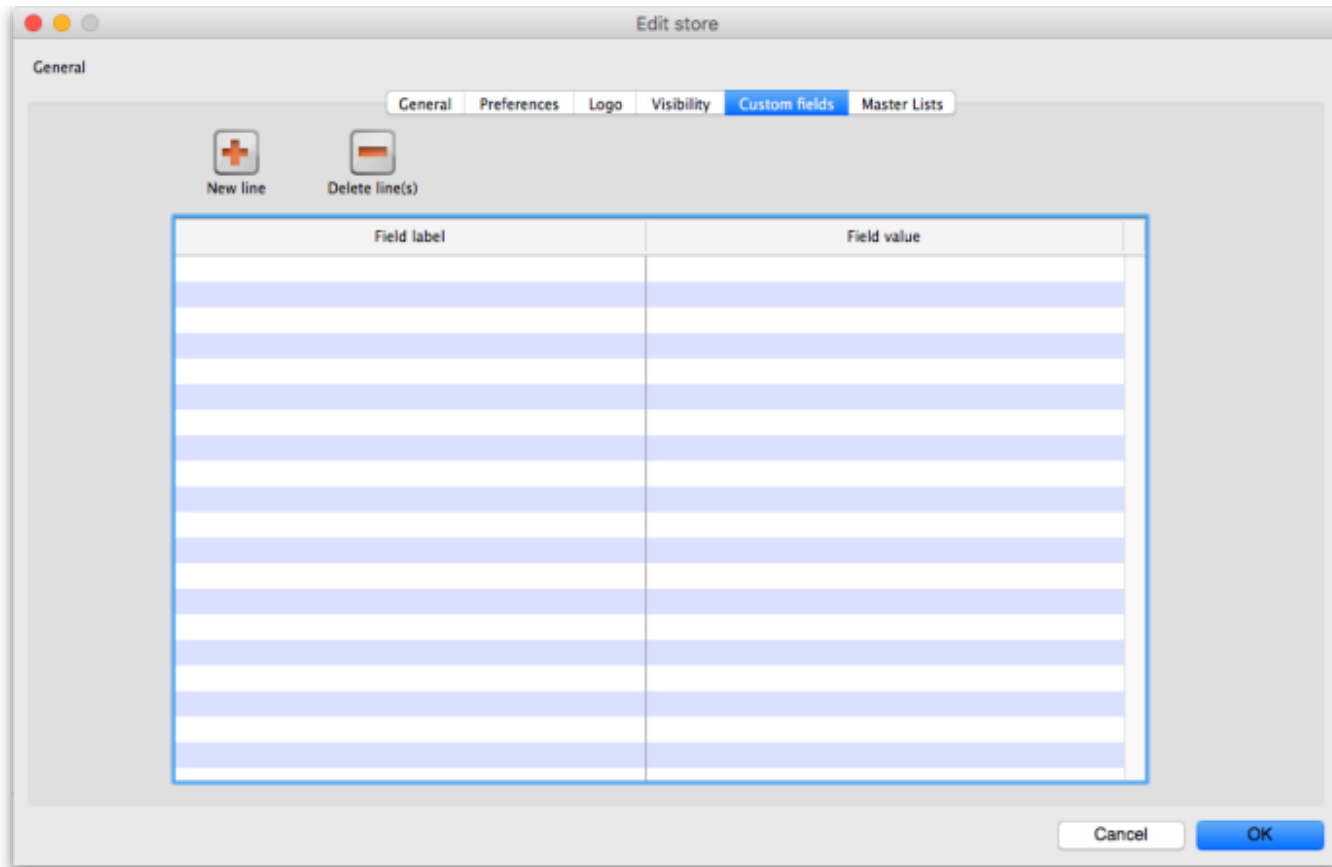 Edit store
General
General Preferences Logo Visibility Custom fields Master Lists
New line Delete line(s)
Field label Field value
Cancel OK